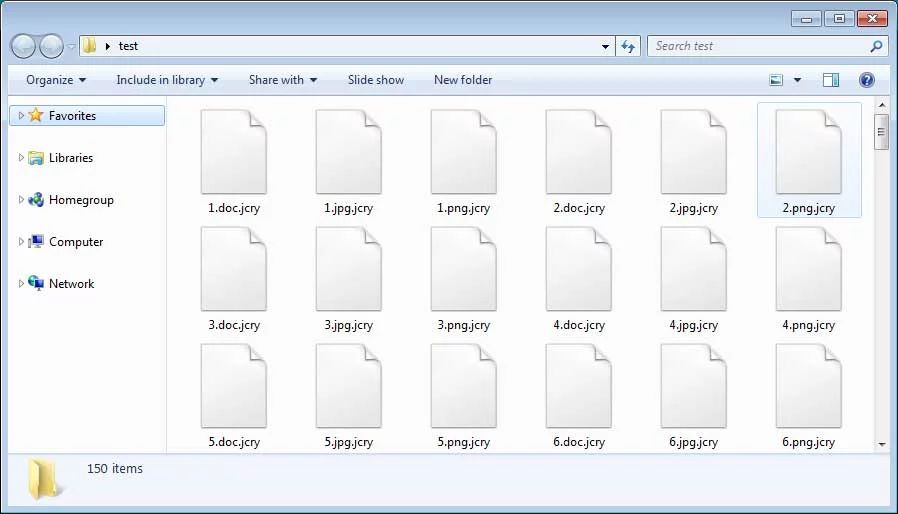 test
Search test
Organize
Include in library
Share with
Slide show
New folder
Favorites
Libraries
Homegroup
Computer
Network
1.doc.jcry 1.jpg.jcry 1.png.jcry 2.doc.jcry 2.jpg.jcry 2.png.jcry
3.doc.jcry 3.jpg.jcry 3.png.jcry 4.doc.jcry 4.jpg.jcry 4.png.jcry
5.doc.jcry 5.jpg.jcry 5.png.jcry 6.doc.jcry 6.jpg.jcry 6.png.jcry
150 items